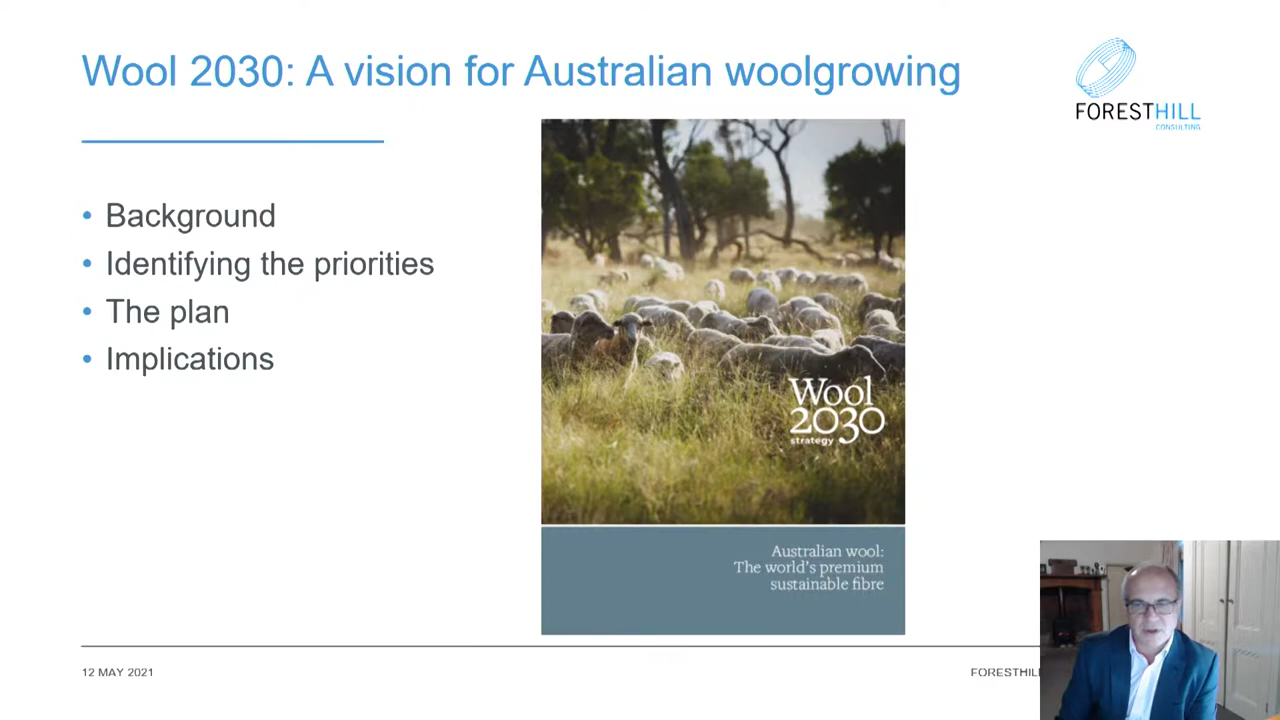 Wool 2030: A vision for Australian woolgrowing
FORESTHILL
CONSULTING
• Background
• Identifying the priorities
• The plan
• Implications
Wool
2030
strategy
Australian wool:
The world's premium
sustainable fibre
12 MAY 2021
FORESTHILL